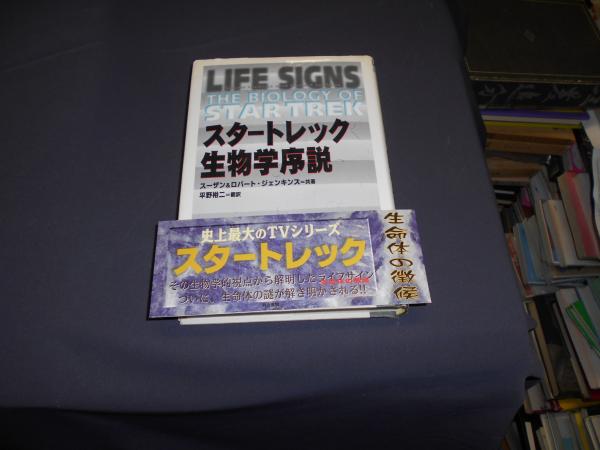 LIFE SIGNS
THE BIOLOGY OF
STAR TREK
スタートレック
生物学序説
スーザン&ロバート・ジェンキンス=共著
平野裕二=翻訳
史上最大のTVシリーズ
スタートレック
その生物学的視点から解明したライフサイン
ついに、生命体の謎が解き明かされる!!
生命体の徴候